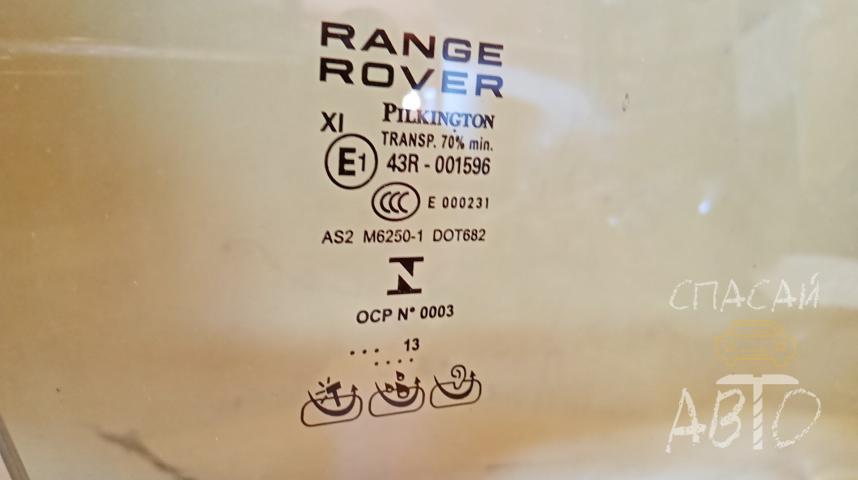 RANGE
ROVER
PILKINGTON
XI
TRANSP. 70% min.
E1 43R - 001596
CCC E 000231
AS2 M6250-1 DOT682
OCP N° 0003
... 13
....
СПАСАЙ
АВТО